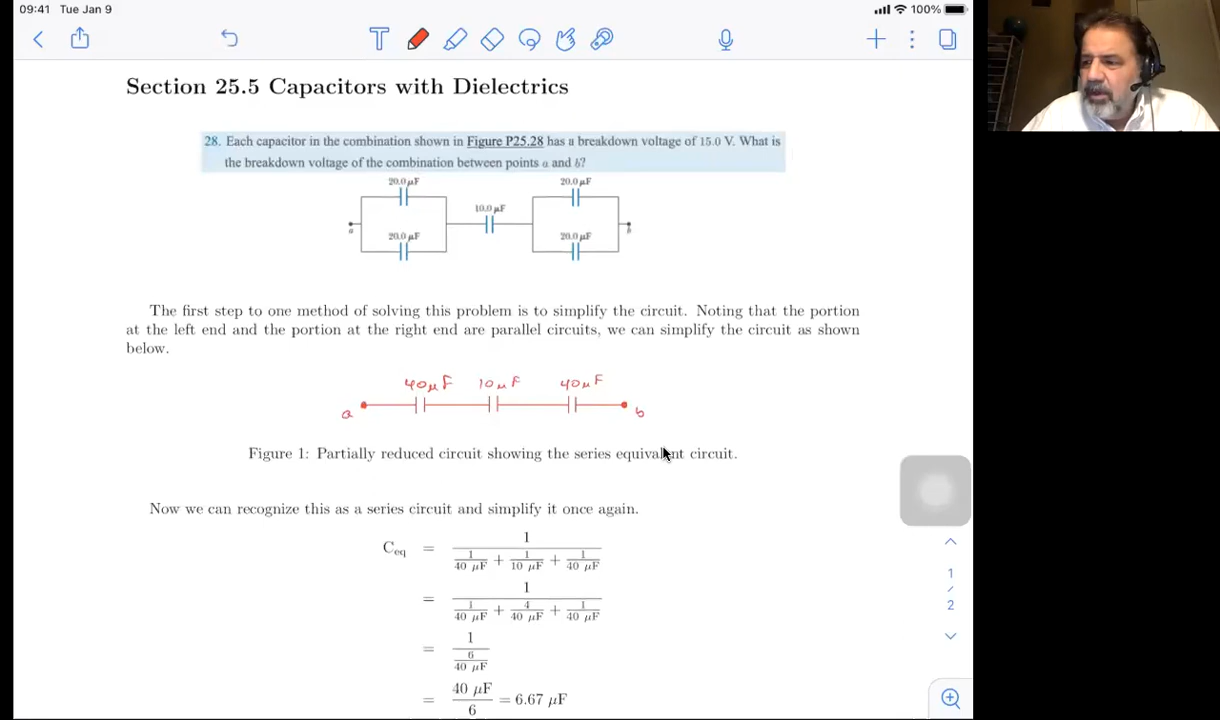 09:41 Tue Jan 9
100%
Section 25.5 Capacitors with Dielectrics
28. Each capacitor in the combination shown in Figure P25.28 has a breakdown voltage of 15.0 V. What is
the breakdown voltage of the combination between points a and b?
20.0 µF
20.0 µF
10.0 µF
a
b
20.0 µF
20.0 µF
The first step to one method of solving this problem is to simplify the circuit. Noting that the portion
at the left end and the portion at the right end are parallel circuits, we can simplify the circuit as shown
below.
40µF 10µF 40µF
a b
Figure 1: Partially reduced circuit showing the series equivalent circuit.
Now we can recognize this as a series circuit and simplify it once again.
1
C_eq = 
1/40 µF + 1/10 µF + 1/40 µF
1
= 
1/40 µF + 4/40 µF + 1/40 µF
1
= 
6/40 µF
40 µF
= = 6.67 µF
6
1
/
2